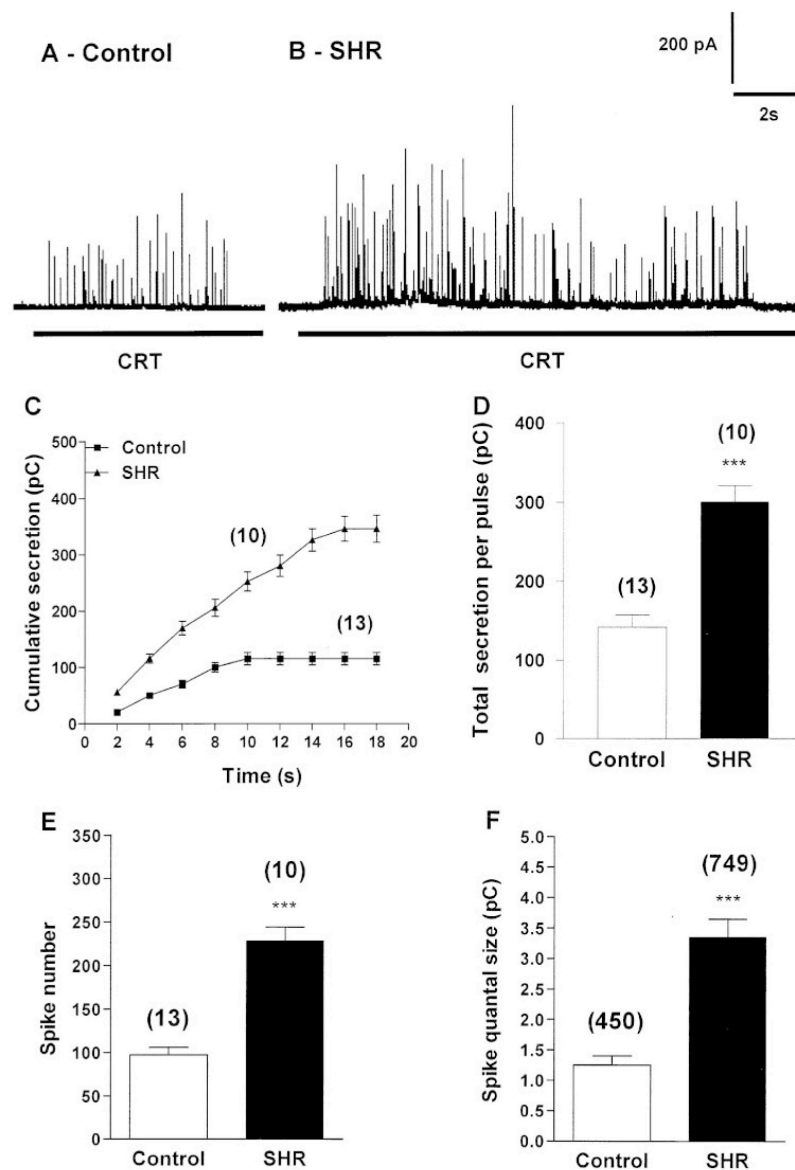 A - Control
B - SHR
200 pA
2s
CRT
CRT
C
Cumulative secretion (pC)
500
400
300
200
100
0
Control
SHR
(10)
(13)
0 2 4 6 8 10 12 14 16 18 20
Time (s)
D
Total secretion per pulse (pC)
400
300
200
100
0
(13)
(10)
***
Control SHR
E
Spike number
350
300
250
200
150
100
50
0
(13)
(10)
***
Control SHR
F
Spike quantal size (pC)
5.0
4.5
4.0
3.5
3.0
2.5
2.0
1.5
1.0
0.5
0.0
(450)
(749)
***
Control SHR